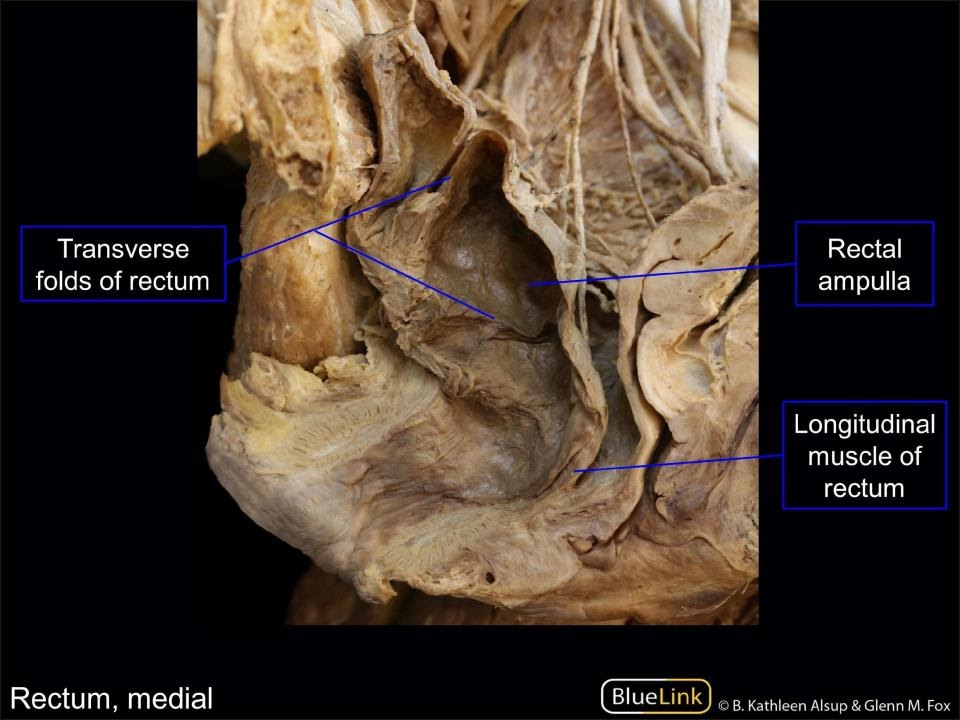 Transverse
folds of rectum
Rectal
ampulla
Longitudinal
muscle of
rectum
Rectum, medial
BlueLink
© B. Kathleen Alsup & Glenn M. Fox